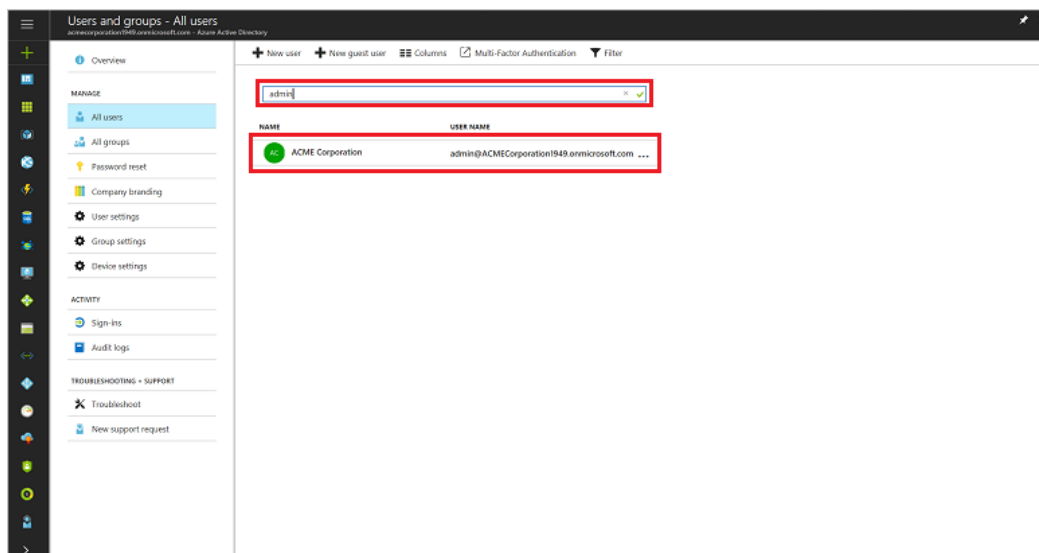 Users and groups - All users
acmecorporation1949.onmicrosoft.com - Azure Active Directory
Overview
MANAGE
All users
All groups
Password reset
Company branding
User settings
Group settings
Device settings
ACTIVITY
Sign-ins
Audit logs
TROUBLESHOOTING + SUPPORT
Troubleshoot
New support request
New user New guest user Columns Multi-Factor Authentication Filter
admin
NAME USER NAME
AC ACME Corporation admin@ACMECorporation1949.onmicrosoft.com ...